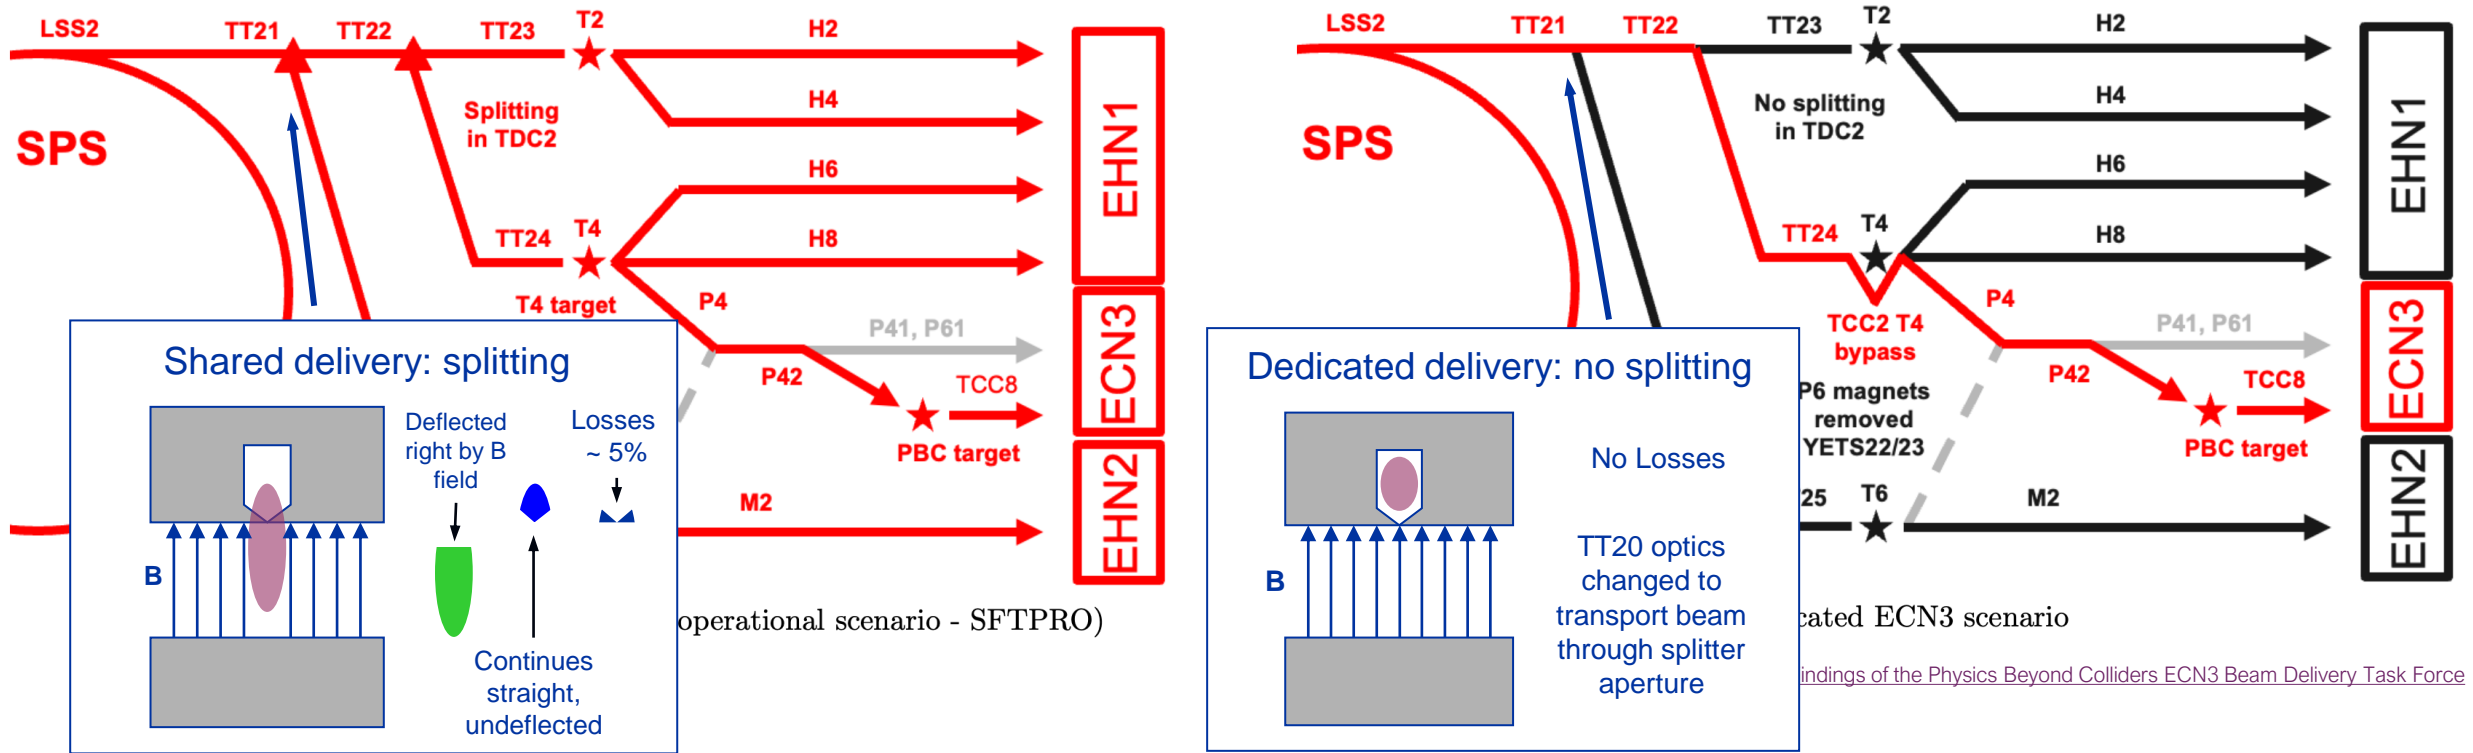 LSS2
TT21
TT22
TT23
T2
H2
SPS
Splitting
in TDC2
H4
H6
TT24
T4
H8
T4 target
P4
P41, P61
P42
TCC8
PBC target
M2
EHN1
ECN3
EHN2
Shared delivery: splitting
Deflected
right by B
field
Losses
~ 5%
B
Continues
straight,
undeflected
operational scenario - SFTPRO)
LSS2
TT21
TT22
TT23
T2
H2
SPS
No splitting
in TDC2
H4
H6
TT24
T4
H8
TCC2 T4
bypass
P4
P41, P61
P42
TCC8
PBC target
P6 magnets
removed
YETS22/23
25
T6
M2
EHN1
ECN3
EHN2
Dedicated delivery: no splitting
No Losses
B
TT20 optics
changed to
transport beam
through splitter
aperture
cated ECN3 scenario
indings of the Physics Beyond Colliders ECN3 Beam Delivery Task Force